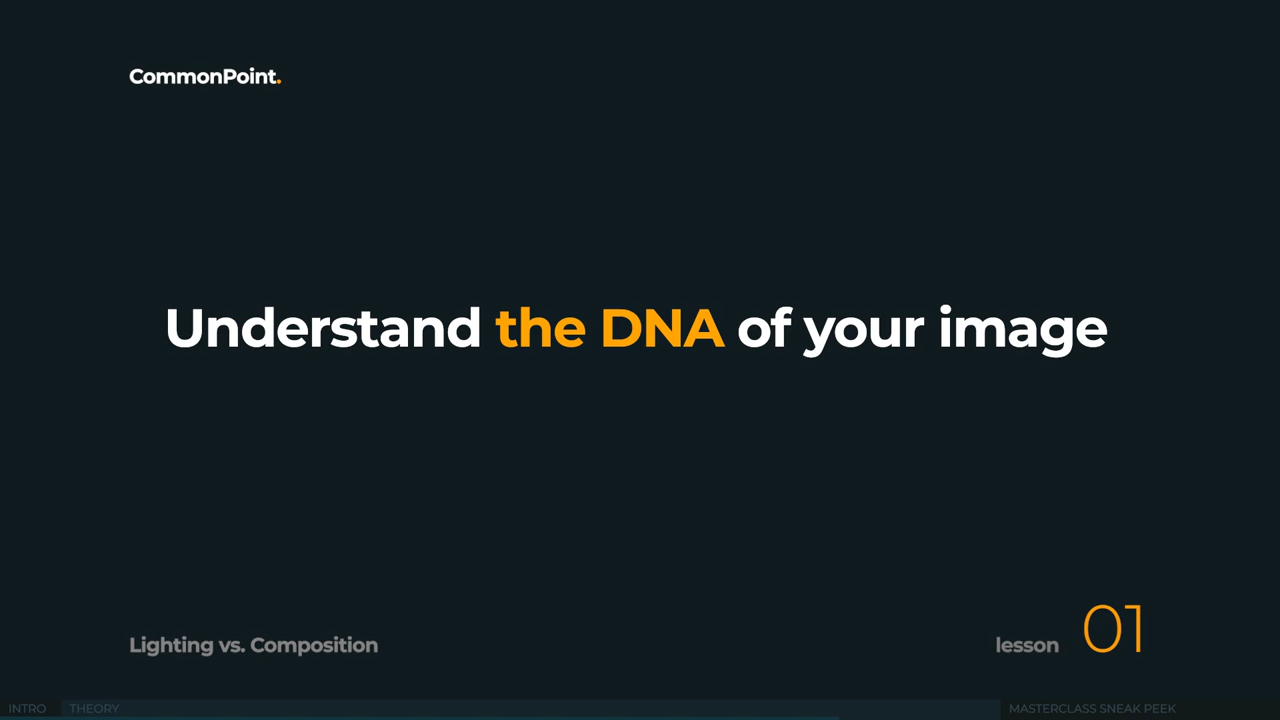 CommonPoint.
Understand the DNA of your image
Lighting vs. Composition
lesson 01
INTRO THEORY MASTERCLASS SNEAK PEEK